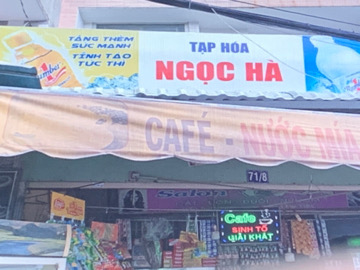 TĂNG THÊM
SỨC MẠNH
TỈNH TÁO
TỨC THÌ
TẠP HÓA
NGỌC HÀ
CAFÉ - NƯỚC MÍA
71/8
Salon
Cafe
SINH TỐ
GIẢI KHÁT